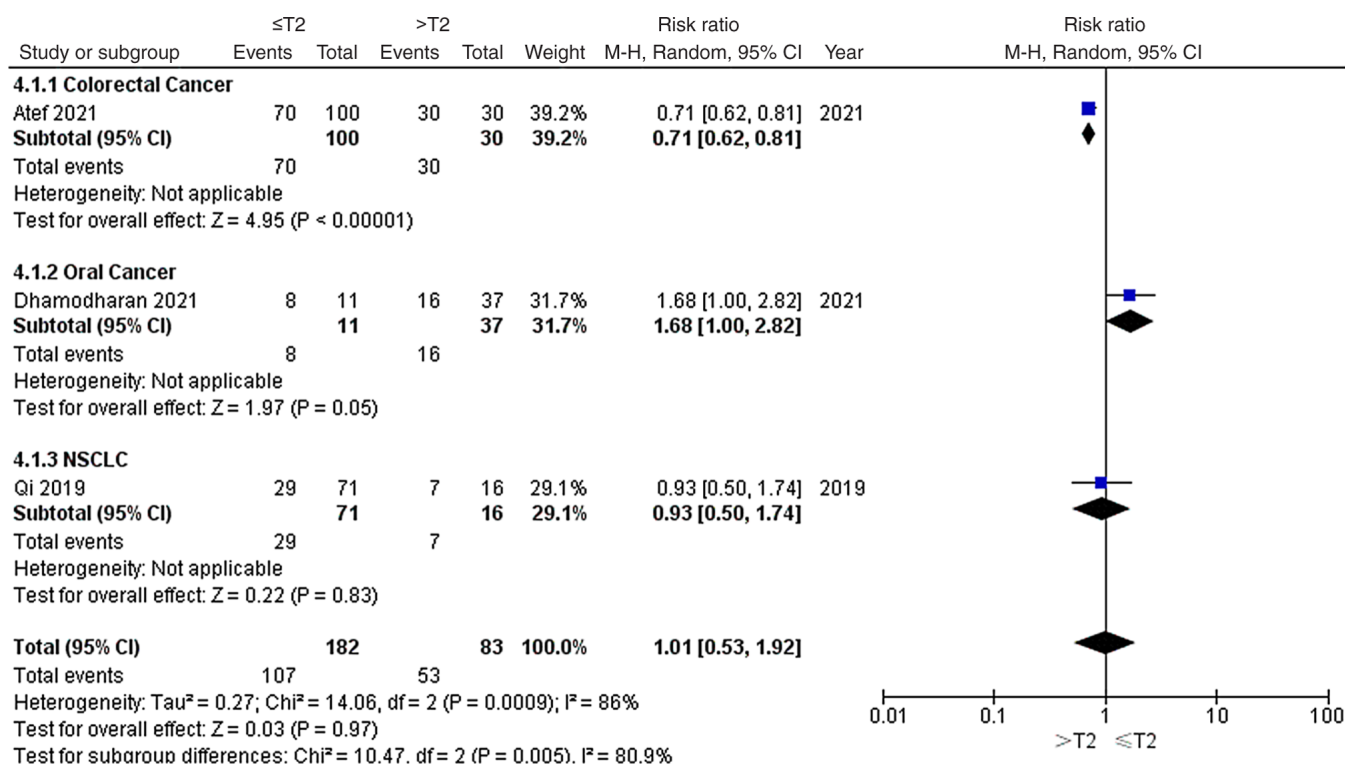 ≤T2 >T2 Risk ratio Risk ratio
Study or subgroup Events Total Events Total Weight M-H, Random, 95% CI Year M-H, Random, 95% CI
4.1.1 Colorectal Cancer
Atef 2021 70 100 30 30 39.2% 0.71 [0.62, 0.81] 2021
Subtotal (95% CI) 100 30 39.2% 0.71 [0.62, 0.81]
Total events 70 30
Heterogeneity: Not applicable
Test for overall effect: Z = 4.95 (P < 0.00001)
4.1.2 Oral Cancer
Dhamodharan 2021 8 11 16 37 31.7% 1.68 [1.00, 2.82] 2021
Subtotal (95% CI) 11 37 31.7% 1.68 [1.00, 2.82]
Total events 8 16
Heterogeneity: Not applicable
Test for overall effect: Z = 1.97 (P = 0.05)
4.1.3 NSCLC
Qi 2019 29 71 7 16 29.1% 0.93 [0.50, 1.74] 2019
Subtotal (95% CI) 71 16 29.1% 0.93 [0.50, 1.74]
Total events 29 7
Heterogeneity: Not applicable
Test for overall effect: Z = 0.22 (P = 0.83)
Total (95% CI) 182 83 100.0% 1.01 [0.53, 1.92]
Total events 107 53
Heterogeneity: Tau² = 0.27; Chi² = 14.06, df = 2 (P = 0.0009); I² = 86%
Test for overall effect: Z = 0.03 (P = 0.97)
Test for subgroup differences: Chi² = 10.47, df = 2 (P = 0.005), I² = 80.9%
0.01 0.1 1 10 100
>T2 ⩽T2